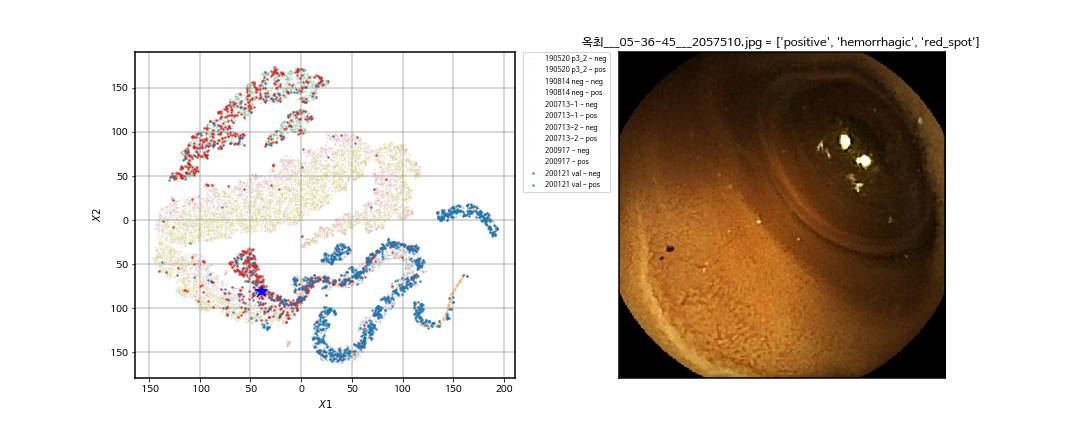 옥최___05-36-45___2057510.jpg = ['positive', 'hemorrhagic', 'red_spot']
190520 p3_2 - neg
190520 p3_2 - pos
190814 neg - neg
190814 neg - pos
200713-1 - neg
200713-1 - pos
200713-2 - neg
200713-2 - pos
200917 - neg
200917 - pos
200121 val - neg
200121 val - pos
150
100
50
0
50
100
150
X2
150 100 50 0 50 100 150 200
X1